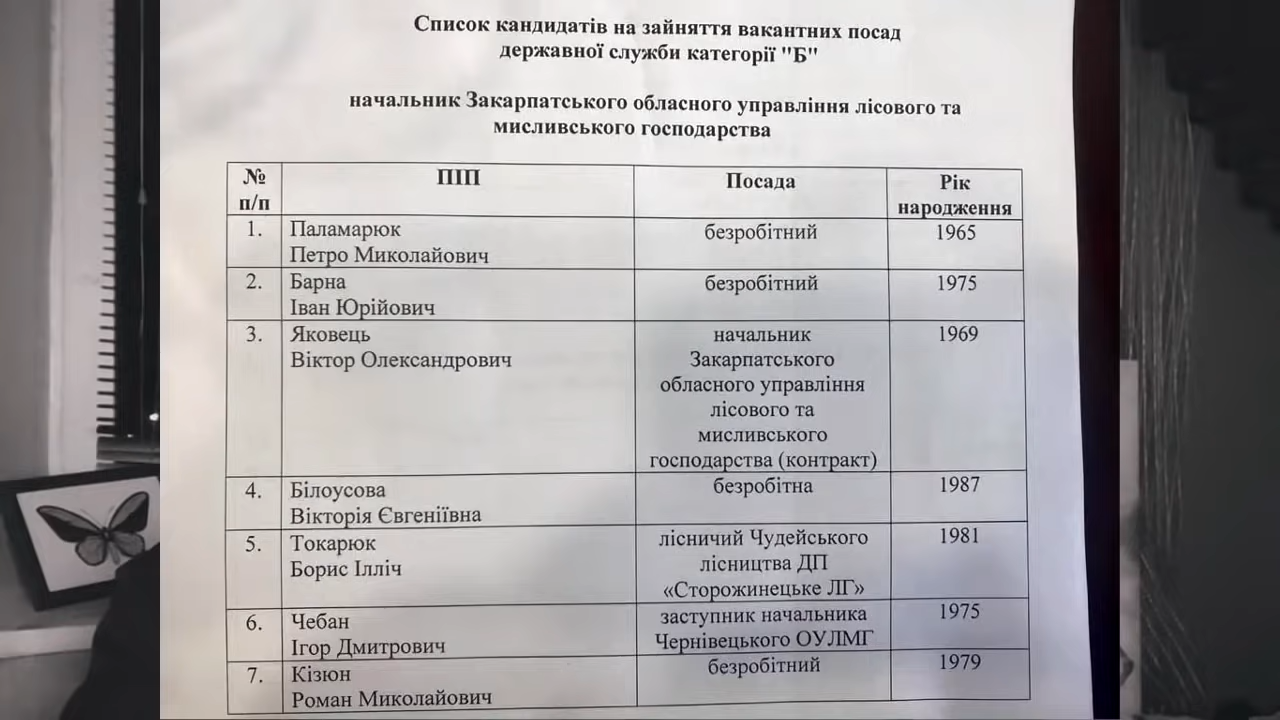 Список кандидатів на зайняття вакантних посад
державної служби категорії "Б"
начальник Закарпатського обласного управління лісового та
мисливського господарства
№
п/п
ПІП
Посада
Рік
народження
1.
Паламарюк
Петро Миколайович
безробітний
1965
2.
Барна
Іван Юрійович
безробітний
1975
3.
Яковець
Віктор Олександрович
начальник
Закарпатського
обласного управління
лісового та
мисливського
господарства (контракт)
1969
4.
Білоусова
Вікторія Євгеніївна
безробітна
1987
5.
Токарюк
Борис Ілліч
лісничий Чудейського
лісництва ДП
«Сторожинецьке ЛГ»
1981
6.
Чебан
Ігор Дмитрович
заступник начальника
Чернівецького ОУЛМГ
1975
7.
Кізюн
Роман Миколайович
безробітний
1979